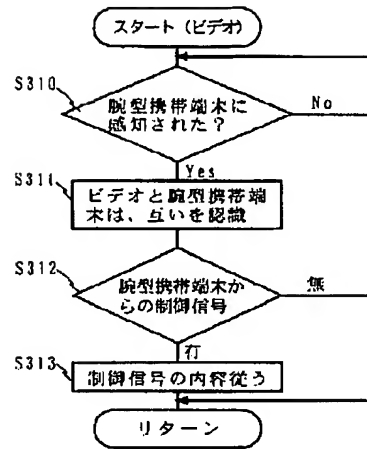 スタート(ビデオ)
S310
腕型携帯端末に
感知された?
No
Yes
S311
ビデオと腕型携帯端
末は、互いを認識
S312
腕型携帯端末か
らの制御信号
無
有
S313
制御信号の内容従う
リターン